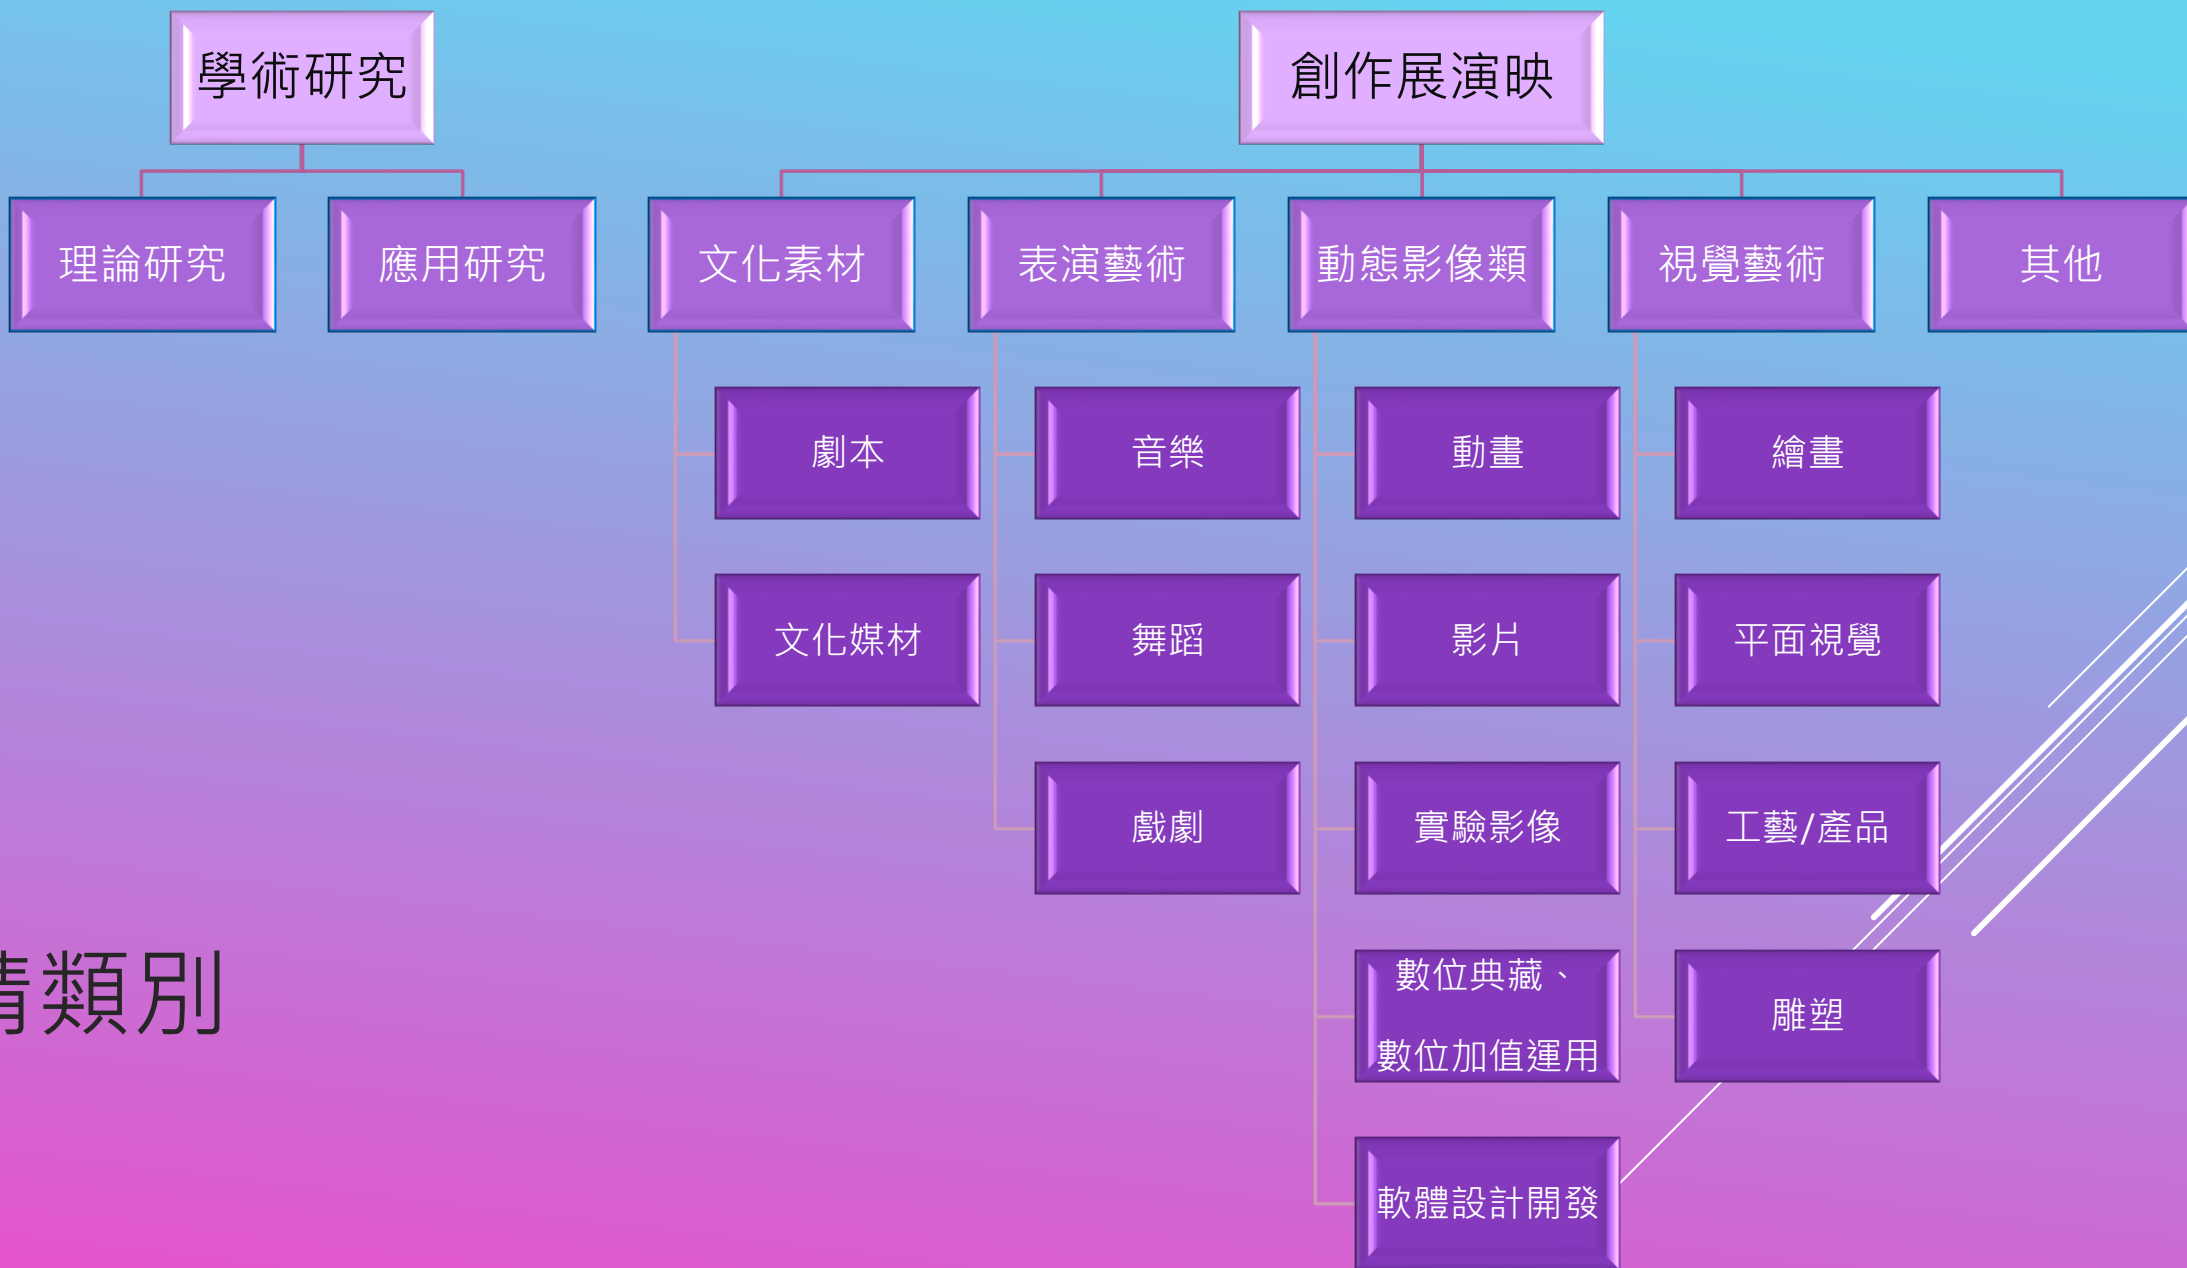 學術研究
創作展演映
理論研究
應用研究
文化素材
表演藝術
動態影像類
視覺藝術
其他
劇本
音樂
動畫
繪畫
文化媒材
舞蹈
影片
平面視覺
戲劇
實驗影像
工藝/產品
數位典藏、
數位加值運用
雕塑
軟體設計開發
類別